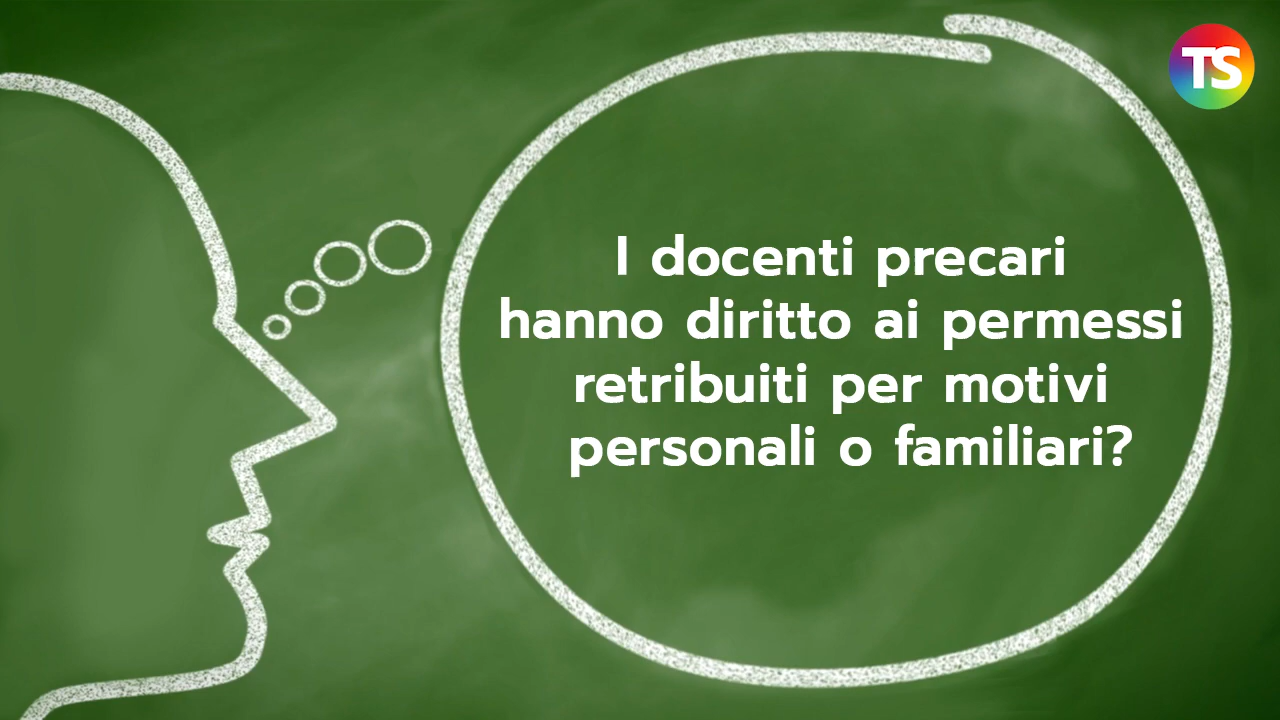 TS
I docenti precari
hanno diritto ai permessi
retribuiti per motivi
personali o familiari?